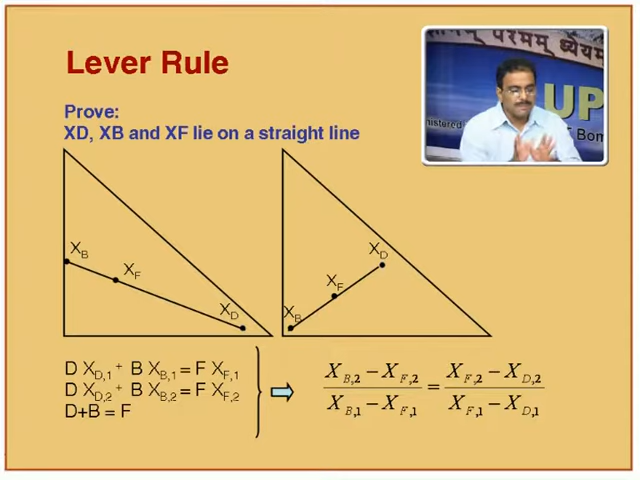 Lever Rule
Prove:
XD, XB and XF lie on a straight line
X_B
X_F
X_D
X_D
X_F
X_B
D X_D,1 + B X_B,1 = F X_F,1
D X_D,2 + B X_B,2 = F X_F,2
D+B = F
(X_B,2 − X_F,2) / (X_B,1 − X_F,1) = (X_F,2 − X_D,2) / (X_F,1 − X_D,1)
परमम् ध्येयम्
UP
Bom